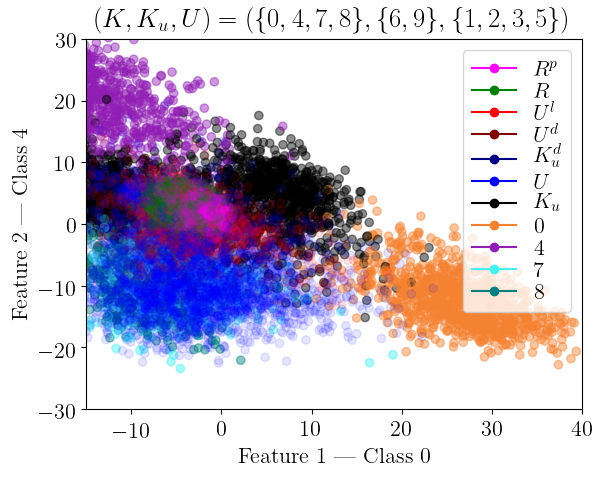 (K, K_u, U) = ({0, 4, 7, 8}, {6, 9}, {1, 2, 3, 5})
30
20
10
0
−10
−20
−30
Feature 2 — Class 4
R^p
R
U^l
U^d
K_u^d
U
K_u
0
4
7
8
−10
0
10
20
30
40
Feature 1 — Class 0